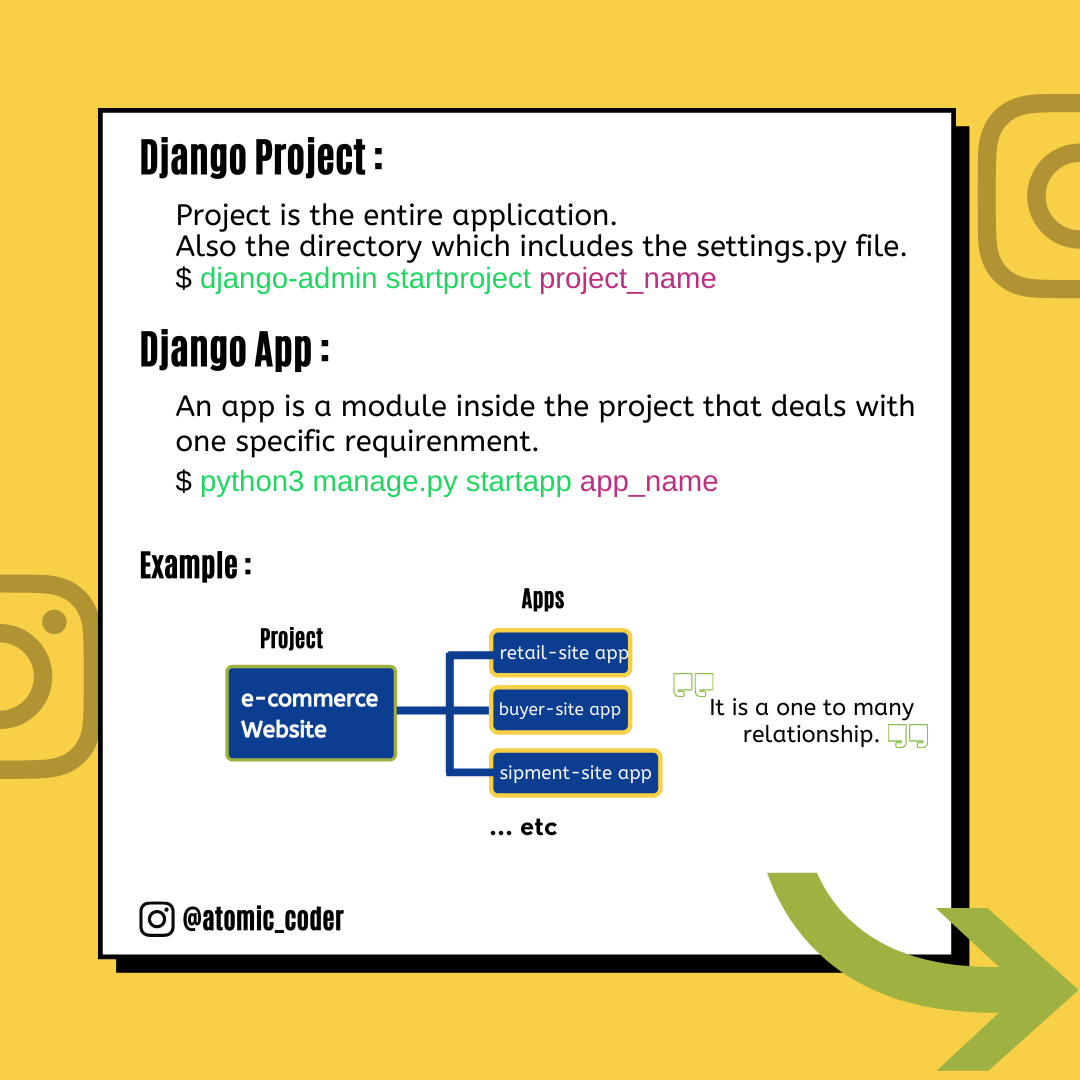 Django Project :
Project is the entire application.
Also the directory which includes the settings.py file.
$ django-admin startproject project_name
Django App :
An app is a module inside the project that deals with
one specific requirenment.
$ python3 manage.py startapp app_name
Example :
Apps
Project
e-commerce
Website
retail-site app
buyer-site app
sipment-site app
... etc
It is a one to many
relationship.
@atomic_coder